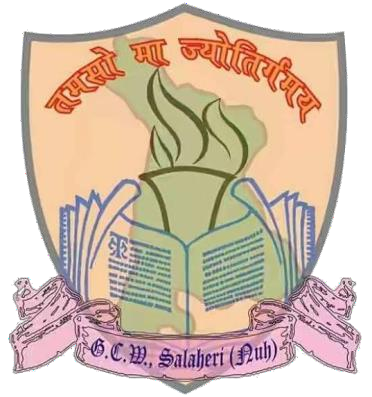 तमसो मा ज्योतिर्गमय
G.C.W., Salaheri (Nuh)